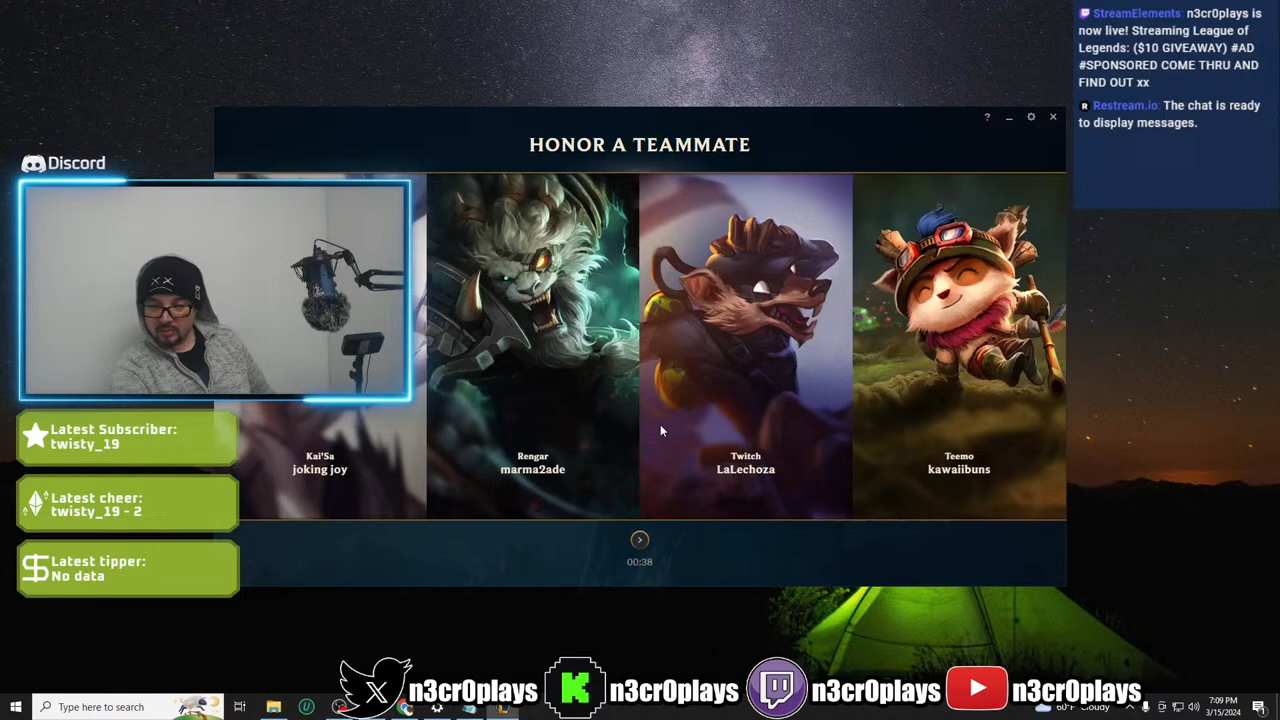 StreamElements: n3cr0plays is
now live! Streaming League of
Legends: ($10 GIVEAWAY) #AD
#SPONSORED COME THRU AND
FIND OUT xx
Restream.io: The chat is ready
to display messages.
HONOR A TEAMMATE
Discord
Kai'Sa
joking joy
Rengar
marma2ade
Twitch
LaLechoza
Teemo
kawaiibuns
Latest Subscriber:
twisty_19
Latest cheer:
twisty_19 - 2
Latest tipper:
No data
00:38
n3cr0plays
n3cr0plays
n3cr0plays
n3cr0plays
Type here to search
60°F Cloudy
7:09 PM
3/15/2024